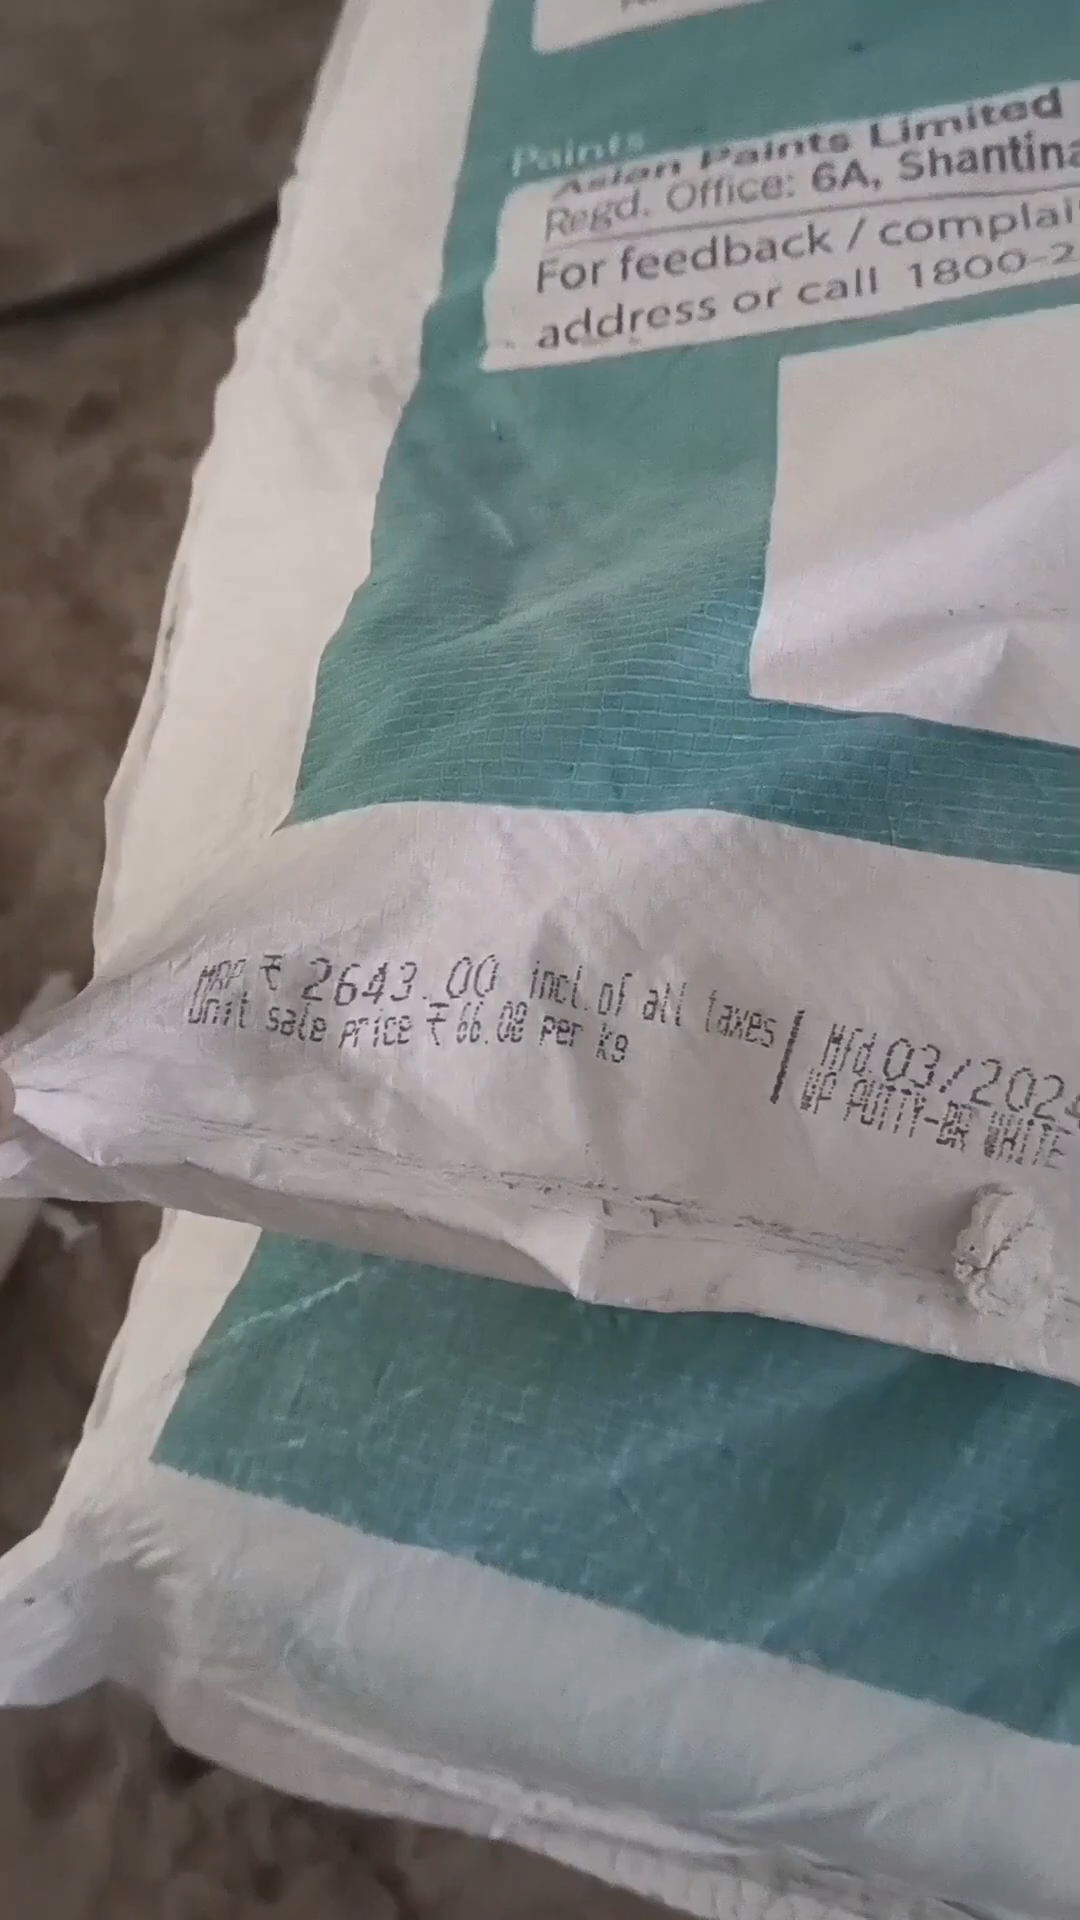 Paints
Asian Paints Limited
Regd. Office: 6A, Shantina
For feedback / complai
address or call 1800-2
MRP ₹ 2643.00 incl. of all taxes
Unit sale price ₹ 66.08 per kg
Mfd. 03/202
WP PUTTY- WHITE